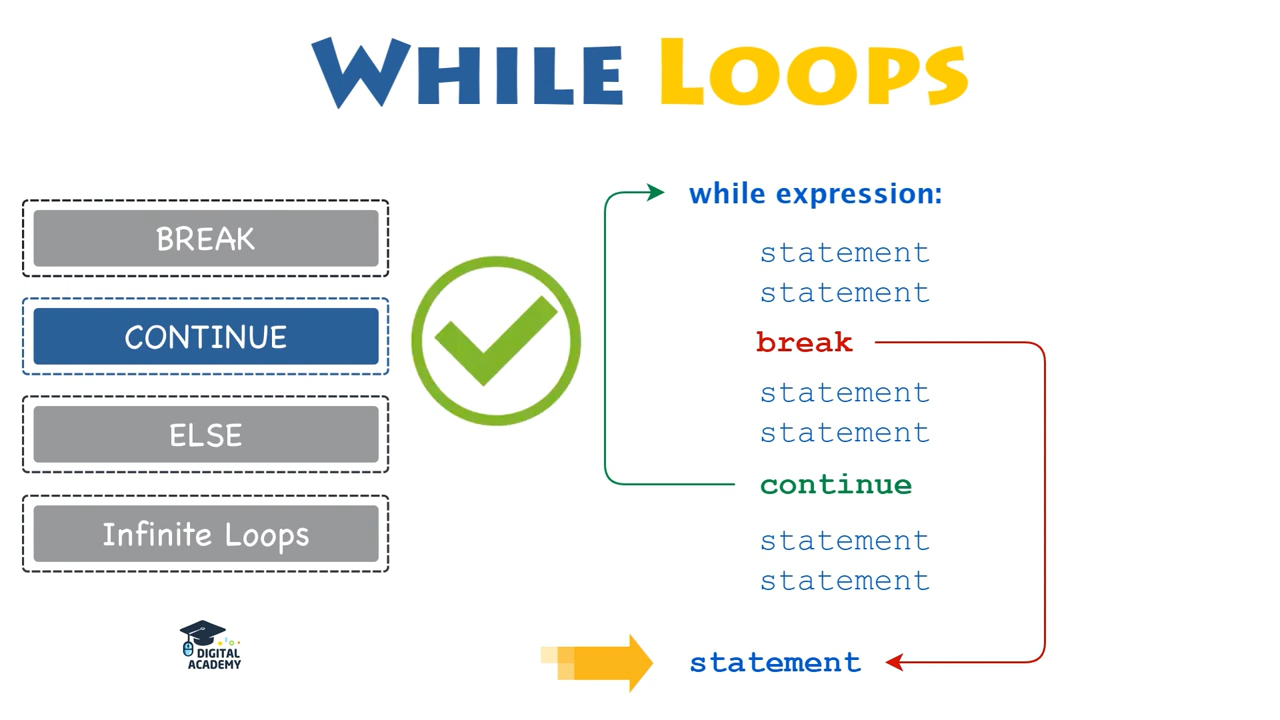 WHILE LOOPS
BREAK
CONTINUE
ELSE
Infinite Loops
DIGITAL
ACADEMY
while expression:
statement
statement
break
statement
statement
continue
statement
statement
statement